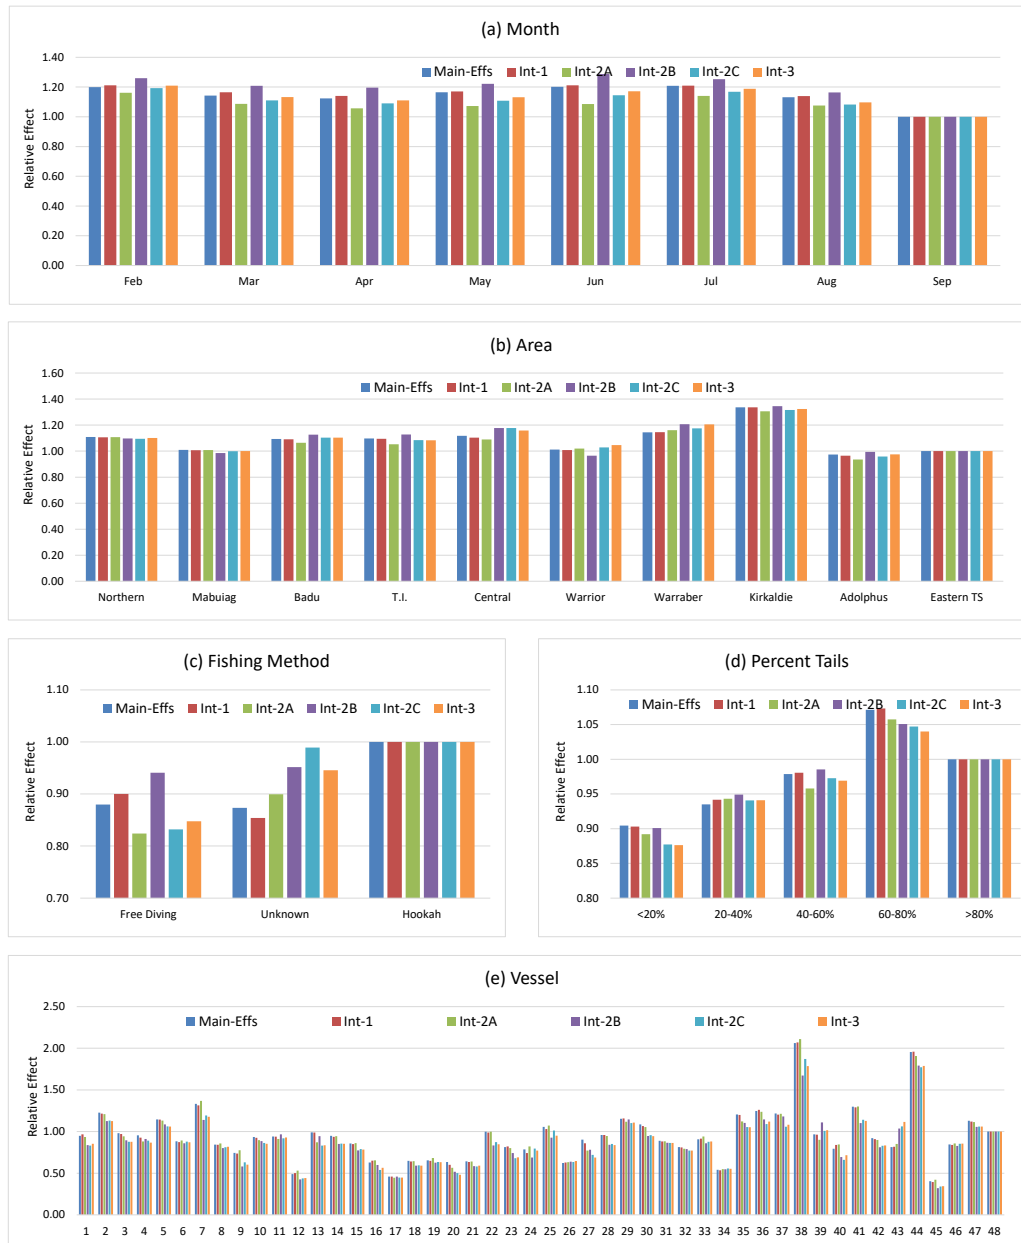 (a) Month
Main-Effs Int-1 Int-2A Int-2B Int-2C Int-3
Relative Effect
1.40
1.20
1.00
0.80
0.60
0.40
0.20
0.00
Feb Mar Apr May Jun Jul Aug Sep
(b) Area
Main-Effs Int-1 Int-2A Int-2B Int-2C Int-3
Relative Effect
1.60
1.40
1.20
1.00
0.80
0.60
0.40
0.20
0.00
Northern Mabuiag Badu T.I. Central Warrior Warraber Kirkaldie Adolphus Eastern TS
(c) Fishing Method
Main-Effs Int-1 Int-2A Int-2B Int-2C Int-3
Relative Effect
1.10
1.00
0.90
0.80
0.70
Free Diving Unknown Hookah
(d) Percent Tails
Main-Effs Int-1 Int-2A Int-2B Int-2C Int-3
Relative Effect
1.10
1.05
1.00
0.95
0.90
0.85
0.80
<20% 20-40% 40-60% 60-80% >80%
(e) Vessel
Main-Effs Int-1 Int-2A Int-2B Int-2C Int-3
Relative Effect
2.50
2.00
1.50
1.00
0.50
0.00
1 2 3 4 5 6 7 8 9 10 11 12 13 14 15 16 17 18 19 20 21 22 23 24 25 26 27 28 29 30 31 32 33 34 35 36 37 38 39 40 41 42 43 44 45 46 47 48